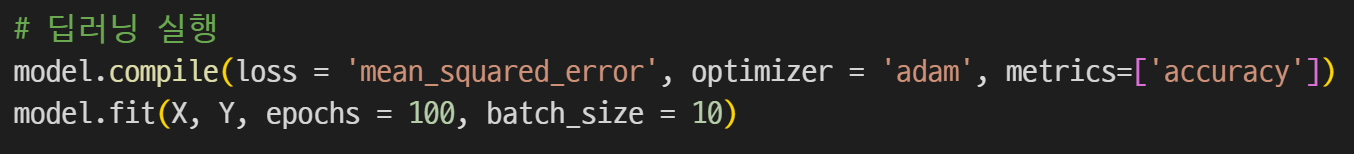 # 딥러닝 실행
model.compile(loss = 'mean_squared_error', optimizer = 'adam', metrics=['accuracy'])
model.fit(X, Y, epochs = 100, batch_size = 10)